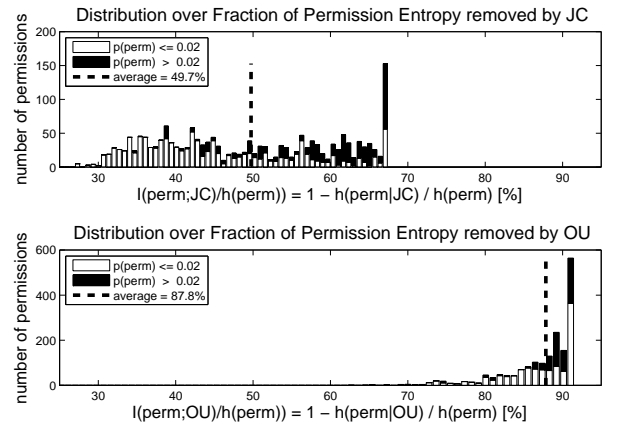 Distribution over Fraction of Permission Entropy removed by JC
number of permissions
200
150
100
50
0
p(perm) <= 0.02
p(perm) > 0.02
average = 49.7%
30 40 50 60 70 80 90
I(perm;JC)/h(perm)) = 1 − h(perm|JC) / h(perm) [%]
Distribution over Fraction of Permission Entropy removed by OU
number of permissions
600
400
200
0
p(perm) <= 0.02
p(perm) > 0.02
average = 87.8%
30 40 50 60 70 80 90
I(perm;OU)/h(perm)) = 1 − h(perm|OU) / h(perm) [%]